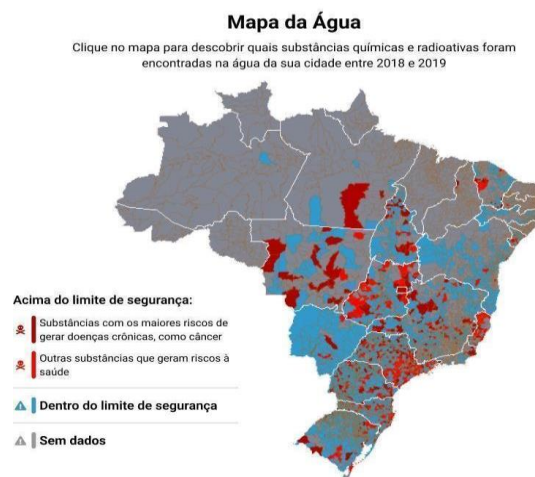 Mapa da Água
Clique no mapa para descobrir quais substâncias químicas e radioativas foram
encontradas na água da sua cidade entre 2018 e 2019
Acima do limite de segurança:
Substâncias com os maiores riscos de
gerar doenças crônicas, como câncer
Outras substâncias que geram riscos à
saúde
Dentro do limite de segurança
Sem dados